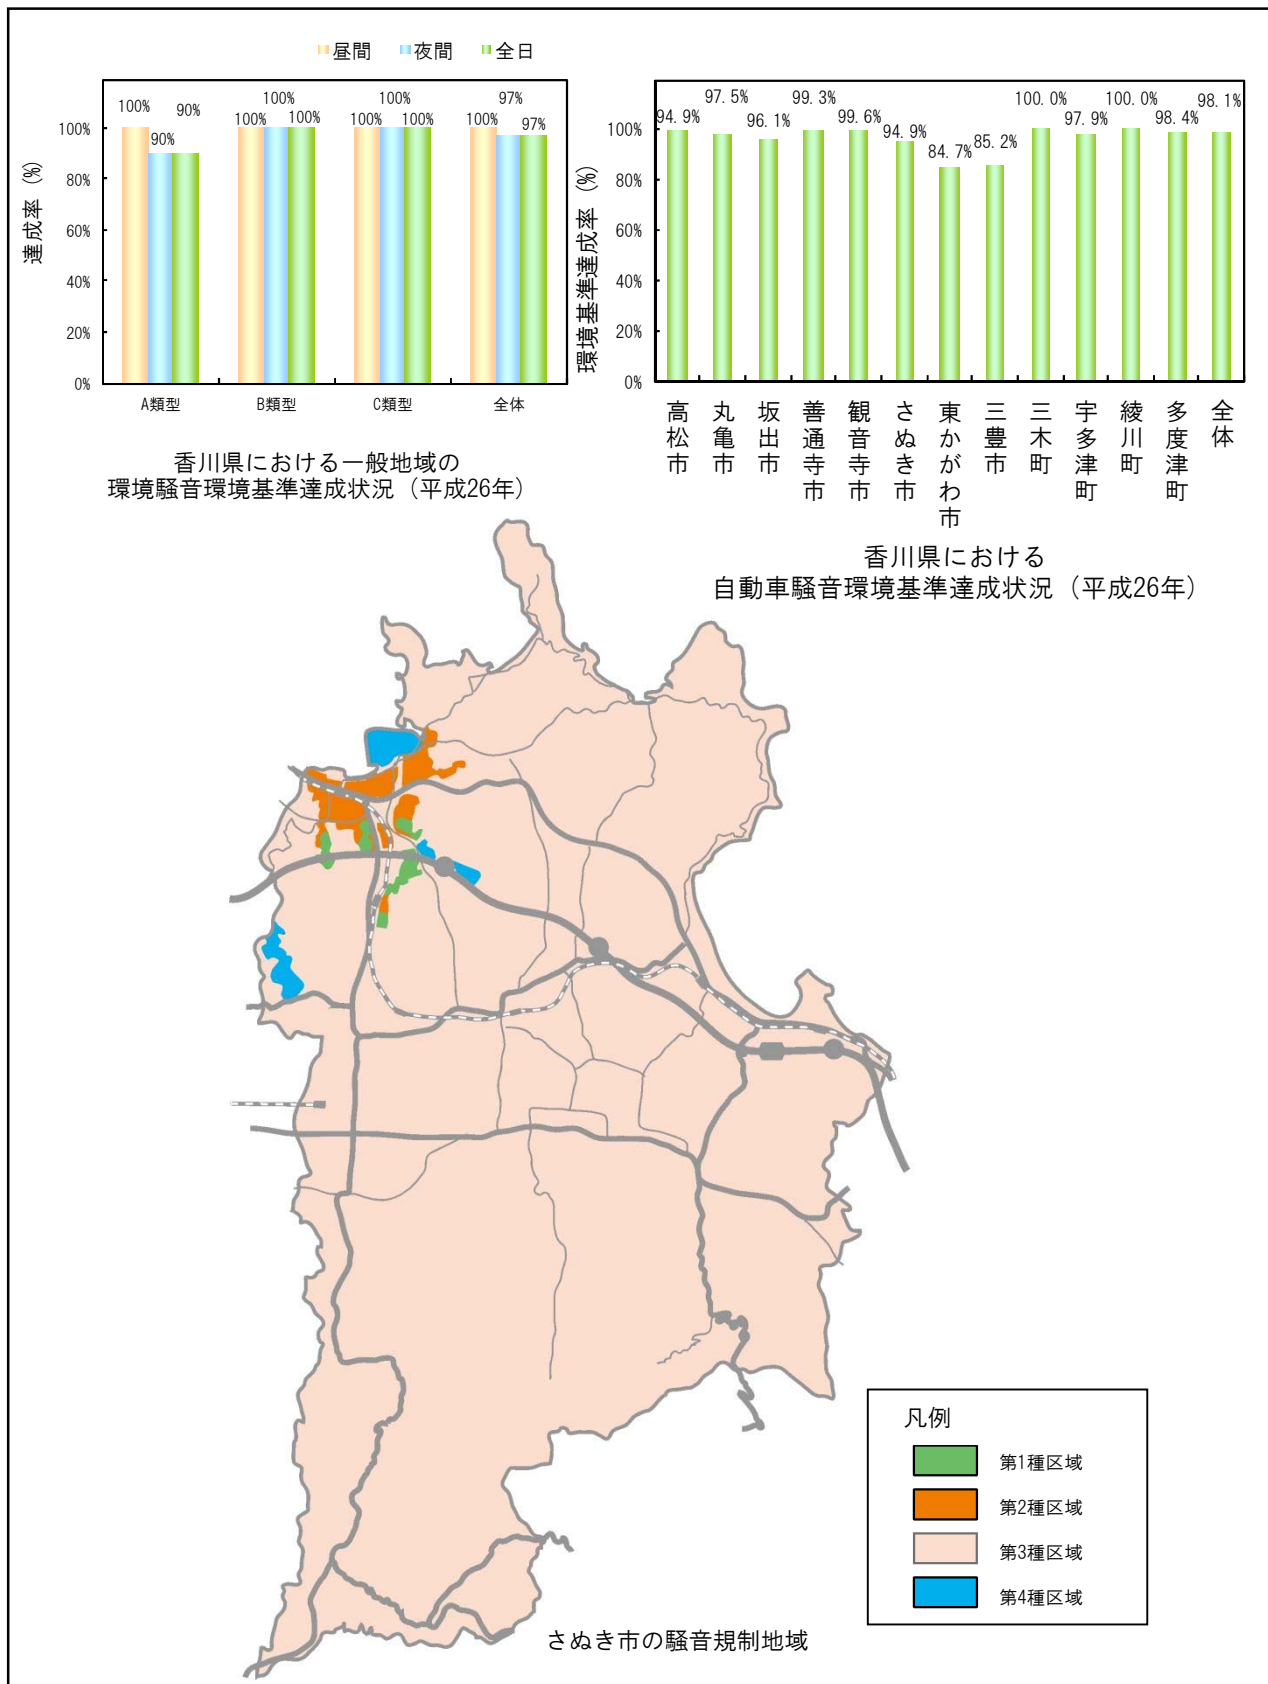 昼間 夜間 全日
100% 90% 90% 100% 100% 100% 100% 100% 100% 100% 97% 97%
達成率 (%)
100%
80%
60%
40%
20%
0%
A類型 B類型 C類型 全体
香川県における一般地域の
環境騒音環境基準達成状況 (平成26年)
94.9% 97.5% 96.1% 99.3% 99.6% 94.9% 84.7% 85.2% 100.0% 97.9% 100.0% 98.4% 98.1%
環境基準達成率 (%)
100%
80%
60%
40%
20%
0%
高松市 丸亀市 坂出市 善通寺市 観音寺市 さぬき市 東かがわ市 三豊市 三木町 宇多津町 綾川町 多度津町 全体
香川県における
自動車騒音環境基準達成状況 (平成26年)
凡例
第1種区域
第2種区域
第3種区域
第4種区域
さぬき市の騒音規制地域